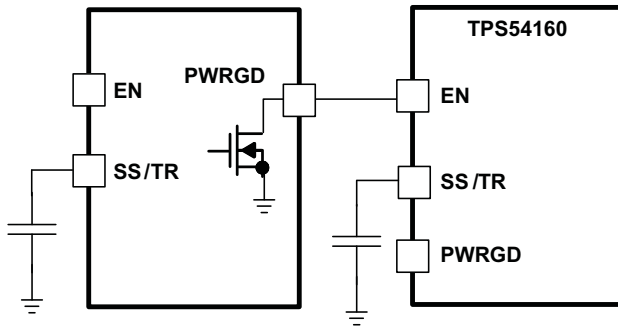 PWRGD
EN
SS/TR
TPS54160
EN
SS/TR
PWRGD